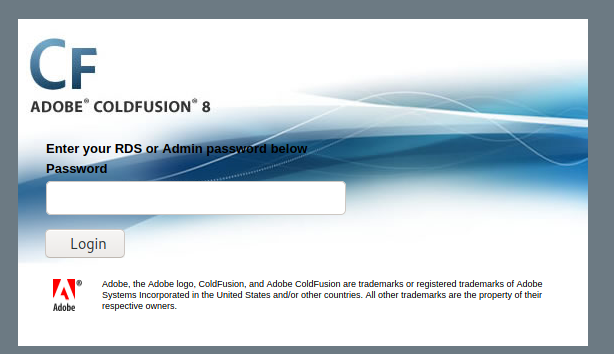 CF
ADOBE® COLDFUSION® 8
Enter your RDS or Admin password below
Password
Login
Adobe, the Adobe logo, ColdFusion, and Adobe ColdFusion are trademarks or registered trademarks of Adobe
Systems Incorporated in the United States and/or other countries. All other trademarks are the property of their
respective owners.
®
Adobe